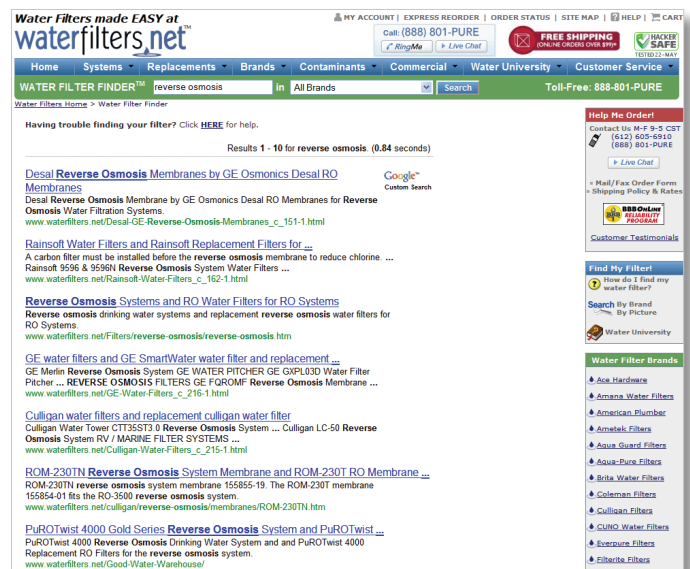 Water Filters made EASY at
waterfilters.net™
MY ACCOUNT | EXPRESS REORDER | ORDER STATUS | SITE MAP | HELP | CART
Call: (888) 801-PURE
RingMe Live Chat
FREE SHIPPING
(ONLINE ORDERS OVER $99)*
HACKER SAFE
TESTED 22-MAY
Home Systems Replacements Brands Contaminants Commercial Water University Customer Service
WATER FILTER FINDER™ reverse osmosis in All Brands Search Toll-Free: 888-801-PURE
Water Filters Home > Water Filter Finder
Having trouble finding your filter? Click HERE for help.
Results 1 - 10 for reverse osmosis. (0.84 seconds)
Google™
Custom Search
Desal Reverse Osmosis Membranes by GE Osmonics Desal RO
Membranes
Desal Reverse Osmosis Membrane by GE Osmonics Desal RO Membranes for Reverse
Osmosis Water Filtration Systems.
www.waterfilters.net/Desal-GE-Reverse-Osmosis-Membranes_c_151-1.html
Rainsoft Water Filters and Rainsoft Replacement Filters for ...
A carbon filter must be installed before the reverse osmosis membrane to reduce chlorine. ...
Rainsoft 9596 & 9596N Reverse Osmosis System Water Filters ...
www.waterfilters.net/Rainsoft-Water-Filters_c_162-1.html
Reverse Osmosis Systems and RO Water Filters for RO Systems
Reverse osmosis drinking water systems and replacement reverse osmosis water filters for
RO Systems.
www.waterfilters.net/Filters/reverse-osmosis/reverse-osmosis.htm
GE water filters and GE SmartWater water filter and replacement ...
GE Merlin Reverse Osmosis System GE WATER PITCHER GE GXPL03D Water Filter
Pitcher ... REVERSE OSMOSIS FILTERS GE FQROMF Reverse Osmosis Membrane ...
www.waterfilters.net/GE-Water-Filters_c_216-1.html
Culligan water filters and replacement culligan water filter
Culligan Water Tower CTT35ST3.0 Reverse Osmosis System ... Culligan LC-50 Reverse
Osmosis System RV / MARINE FILTER SYSTEMS ...
www.waterfilters.net/Culligan-Water-Filters_c_215-1.html
ROM-230TN Reverse Osmosis System Membrane and ROM-230T RO Membrane ...
ROM-230TN reverse osmosis system membrane 155855-19. The ROM-230T membrane
155854-01 fits the RO-3500 reverse osmosis system.
www.waterfilters.net/culligan/reverse-osmosis/membranes/ROM-230TN.htm
PuROTwist 4000 Gold Series Reverse Osmosis System and PuROTwist ...
PuROTwist 4000 Reverse Osmosis Drinking Water System and and PuROTwist 4000
Replacement RO Filters for the reverse osmosis system.
www.waterfilters.net/Good-Water-Warehouse/
Help Me Order!
Contact Us M-F 9-5 CST
(612) 605-6910
(888) 801-PURE
Live Chat
Mail/Fax Order Form
Shipping Policy & Rates
BBB BBBONLINE
RELIABILITY
PROGRAM
Customer Testimonials
Find My Filter!
How do I find my
water filter?
Search By Brand
By Picture
Water University
Water Filter Brands
Ace Hardware
Amana Water Filters
American Plumber
Ametek Filters
Aqua Guard Filters
Aqua-Pure Filters
Brita Water Filters
Coleman Filters
Culligan Filters
CUNO Water Filters
Everpure Filters
Filterite Filters